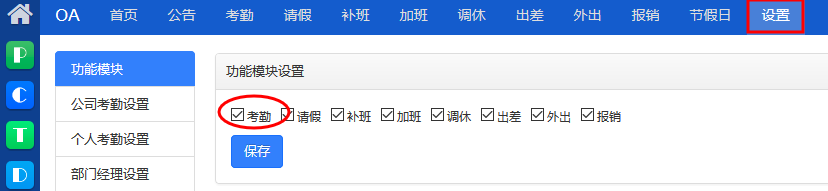 OA 首页 公告 考勤 请假 补班 加班 调休 出差 外出 报销 节假日 设置
P
C
T
D
功能模块
公司考勤设置
个人考勤设置
部门经理设置
功能模块设置
考勤 请假 补班 加班 调休 出差 外出 报销
保存